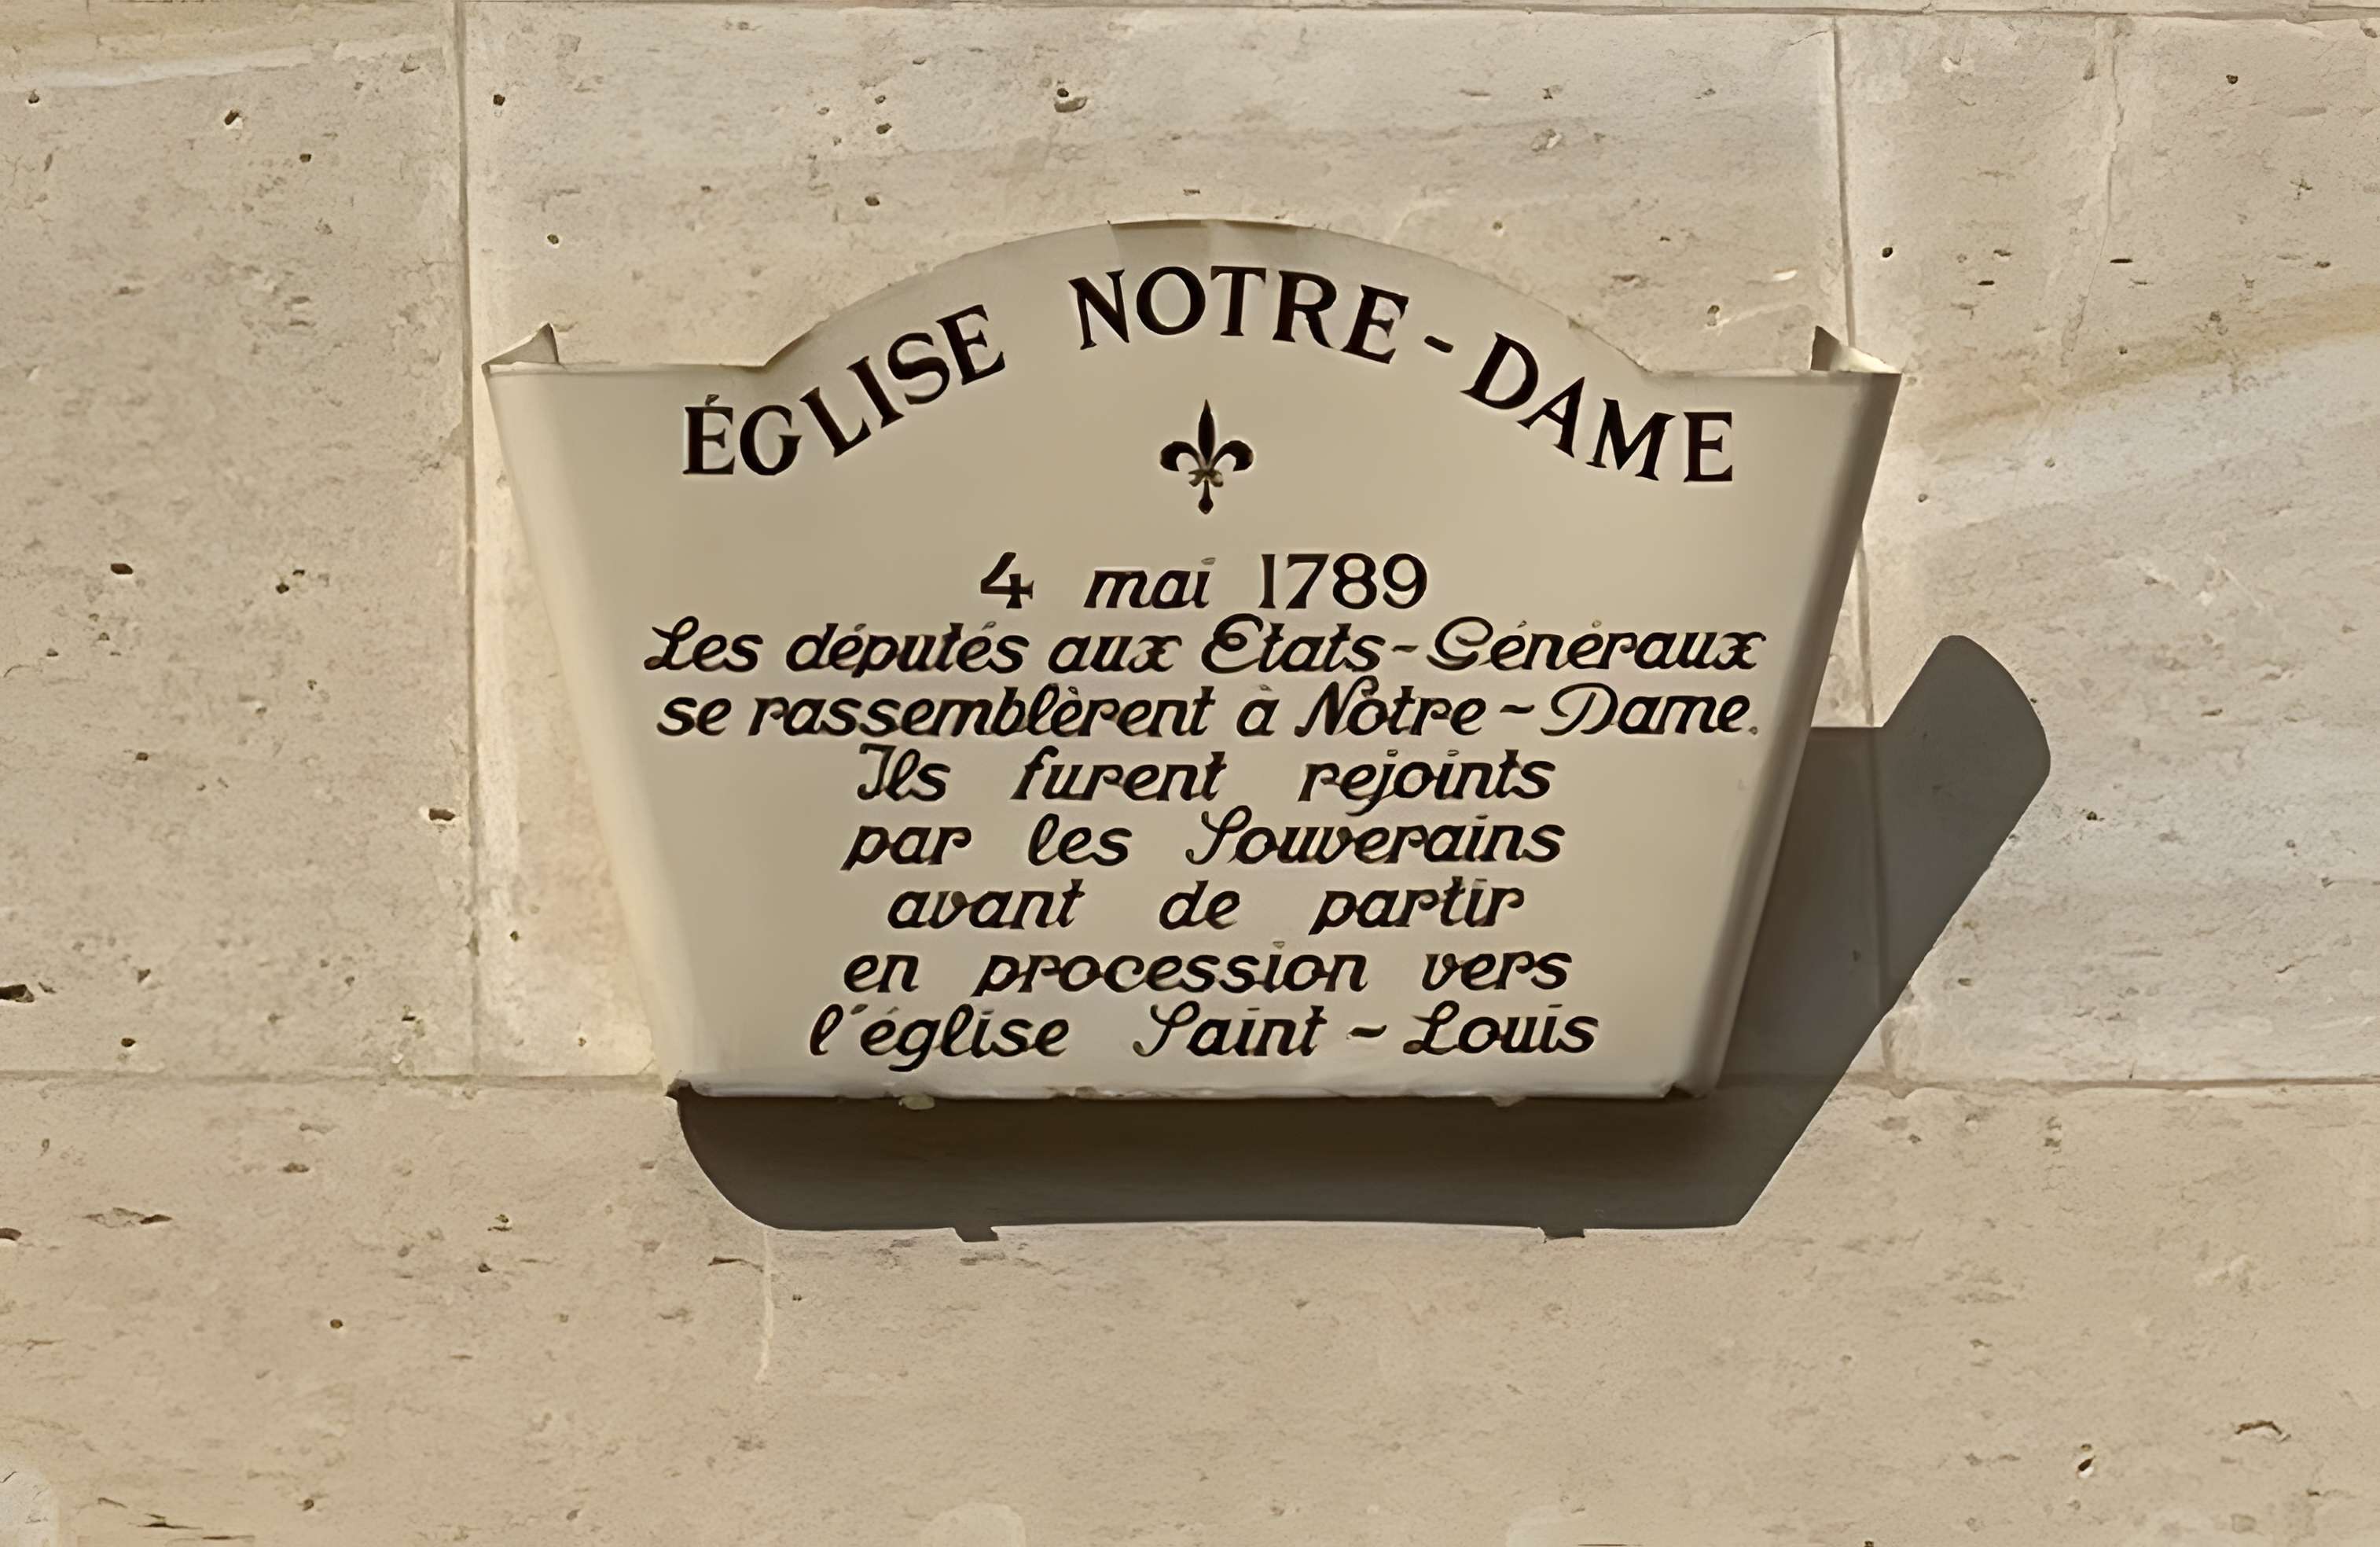 ÉGLISE NOTRE-DAME
4 mai 1789
Les députés aux Etats-Généraux
se rassemblèrent à Notre-Dame.
Ils furent rejoints
par les Souverains
avant de partir
en procession vers
l'église Saint-Louis